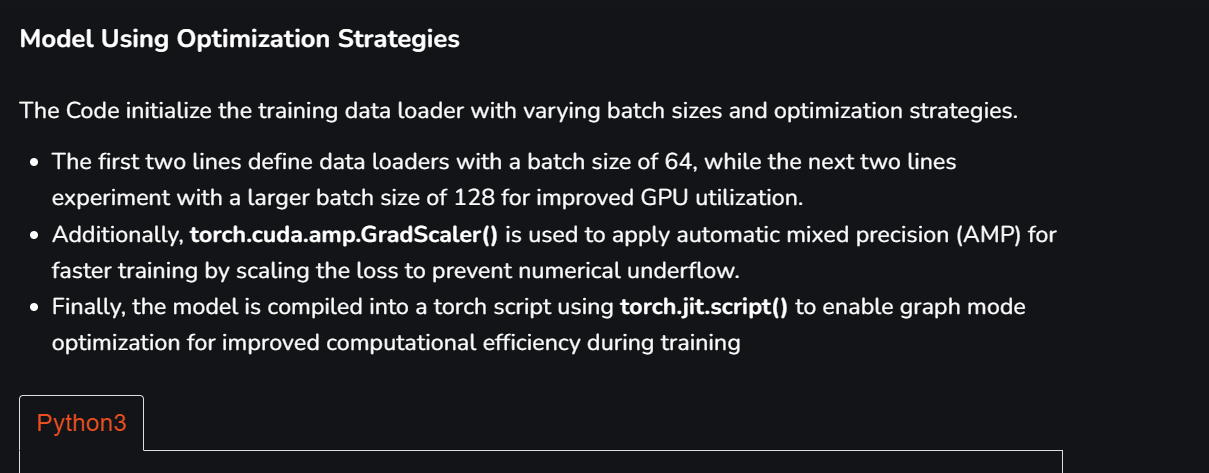 Model Using Optimization Strategies
The Code initialize the training data loader with varying batch sizes and optimization strategies.
• The first two lines define data loaders with a batch size of 64, while the next two lines
experiment with a larger batch size of 128 for improved GPU utilization.
• Additionally, torch.cuda.amp.GradScaler() is used to apply automatic mixed precision (AMP) for
faster training by scaling the loss to prevent numerical underflow.
• Finally, the model is compiled into a torch script using torch.jit.script() to enable graph mode
optimization for improved computational efficiency during training
Python3